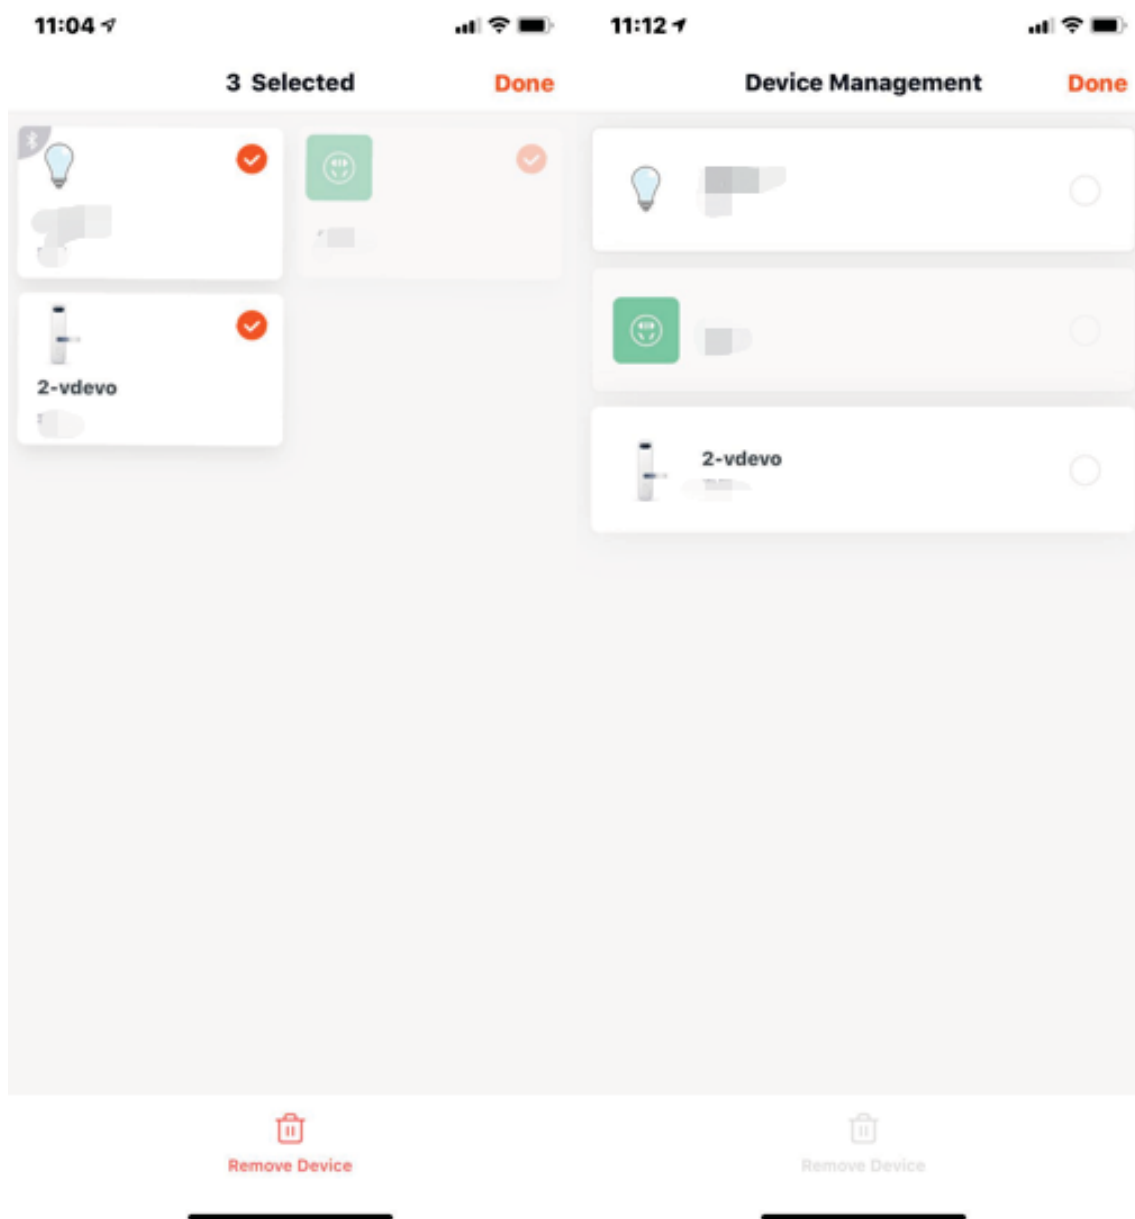 11:04
3 Selected
Done
2-vdevo
Remove Device
11:12
Device Management
Done
2-vdevo
Remove Device